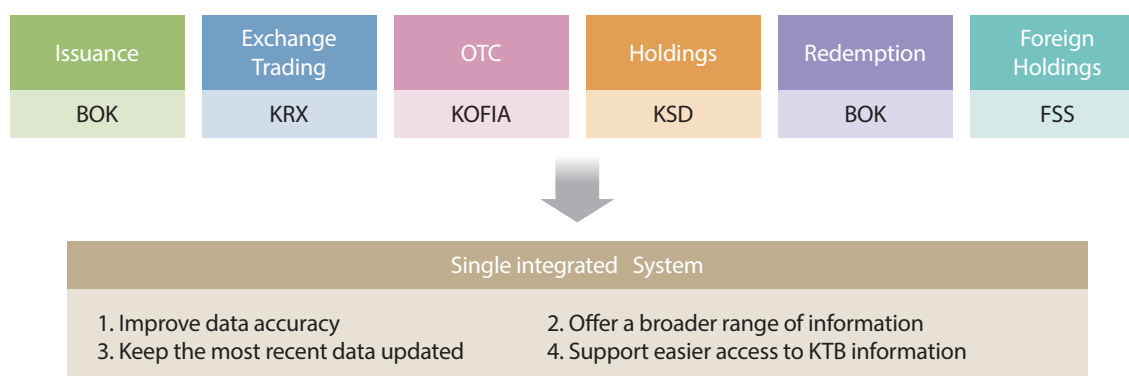 Issuance
BOK
Exchange
Trading
KRX
OTC
KOFIA
Holdings
KSD
Redemption
BOK
Foreign
Holdings
FSS
Single integrated System
1. Improve data accuracy
2. Offer a broader range of information
3. Keep the most recent data updated
4. Support easier access to KTB information